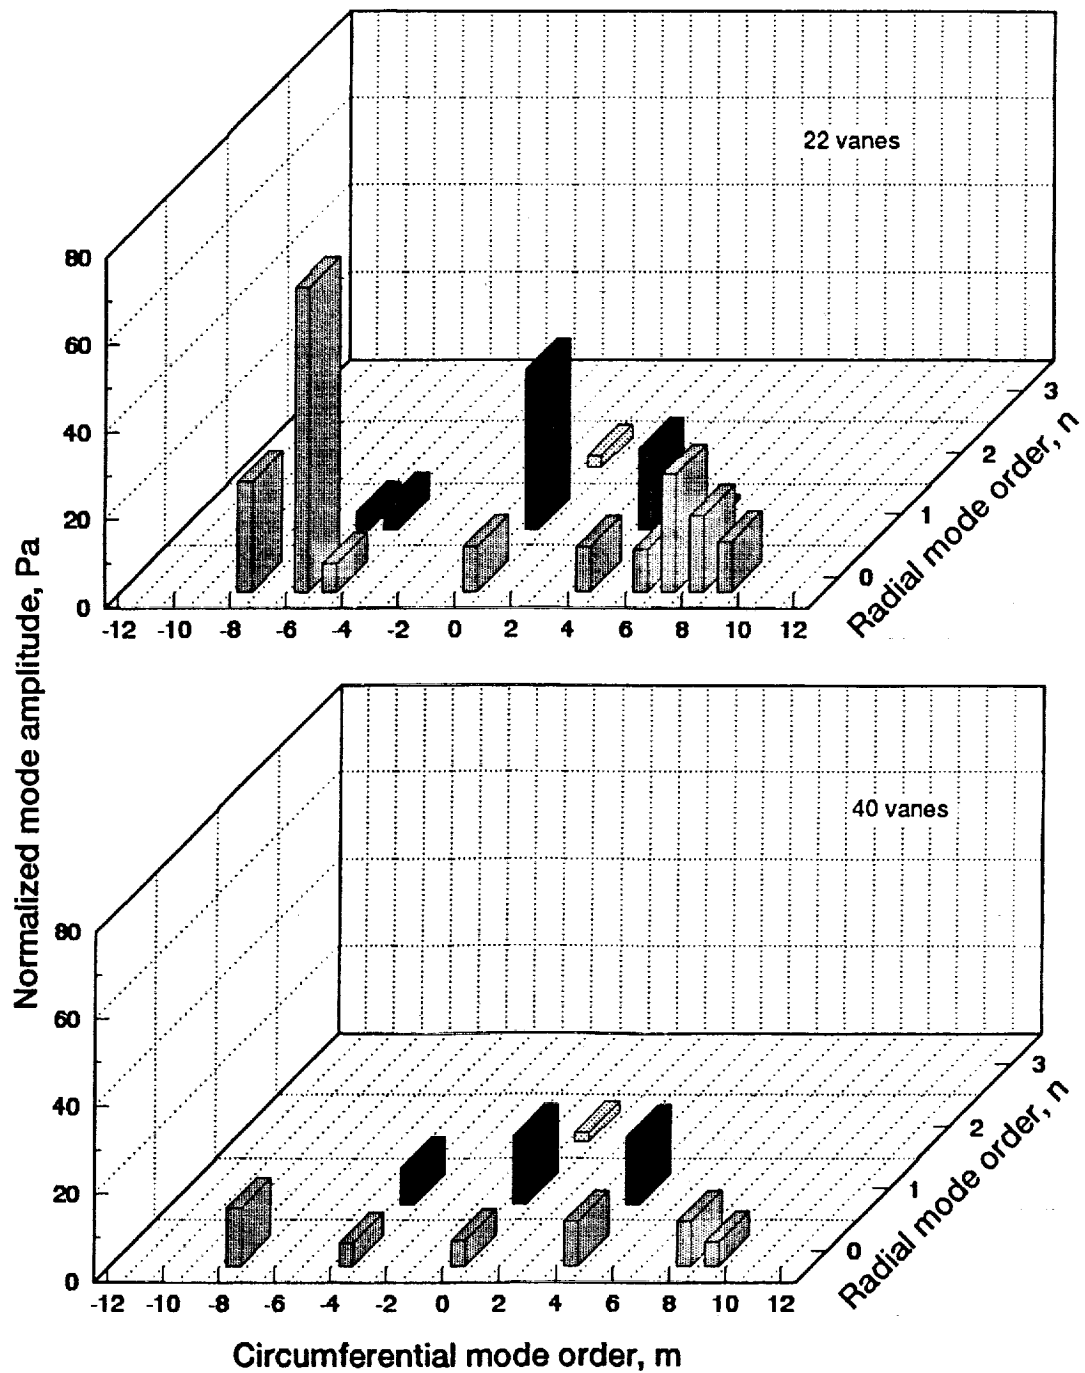 22 vanes
80
60
40
20
0
-12 -10 -8 -6 -4 -2 0 2 4 6 8 10 12
0
1
2
3
Radial mode order, n
Normalized mode amplitude, Pa
40 vanes
80
60
40
20
0
-12 -10 -8 -6 -4 -2 0 2 4 6 8 10 12
0
1
2
3
Radial mode order, n
Circumferential mode order, m